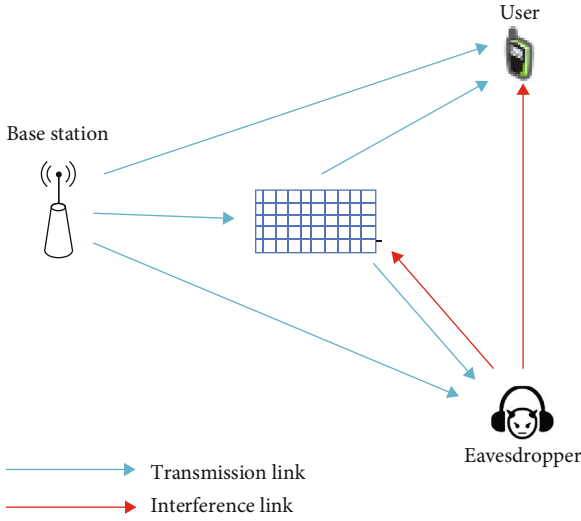 User
Base station
Eavesdropper
Transmission link
Interference link